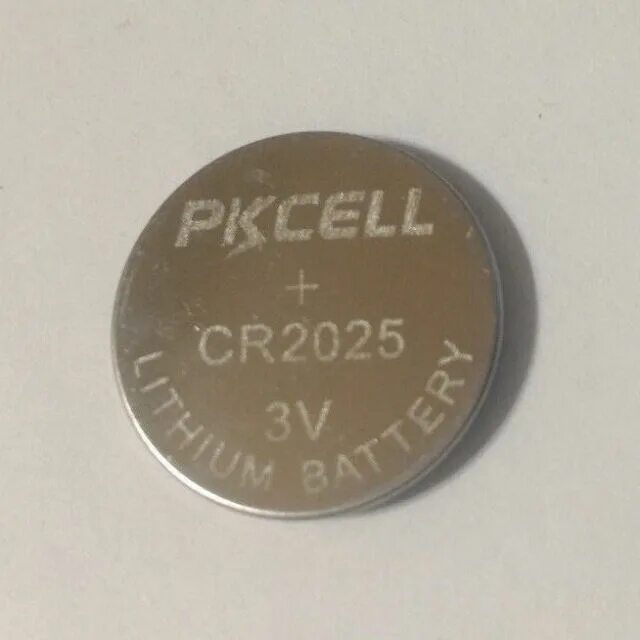 PKCELL
+
CR2025
3V
LITHIUM BATTERY